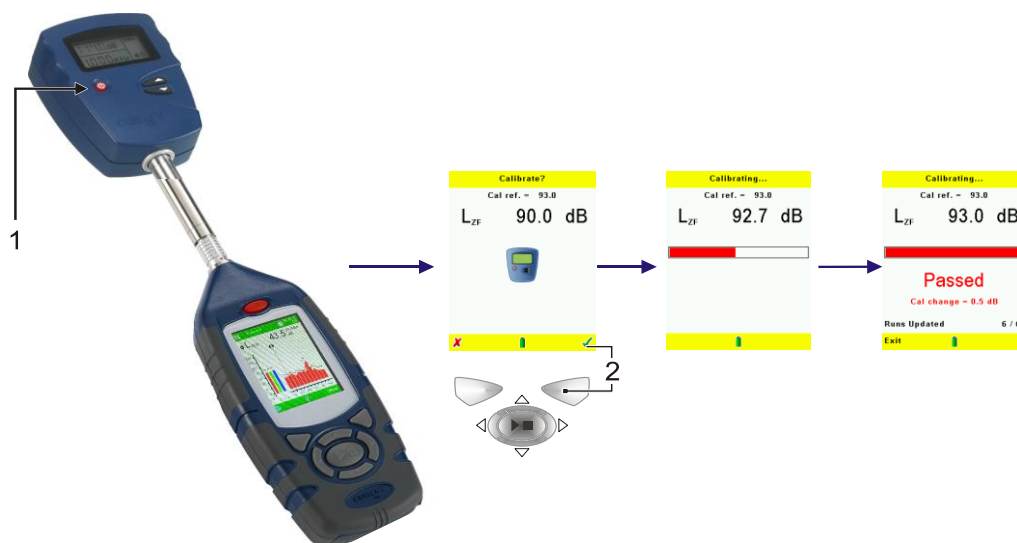 1
Calibrate?
Cal ref. = 93.0
LZF 90.0 dB
2
Calibrating...
Cal ref. = 93.0
LZF 92.7 dB
Calibrating...
Cal ref. = 93.0
LZF 93.0 dB
Passed
Cal change = 0.5 dB
Runs Updated 6 /
Exit